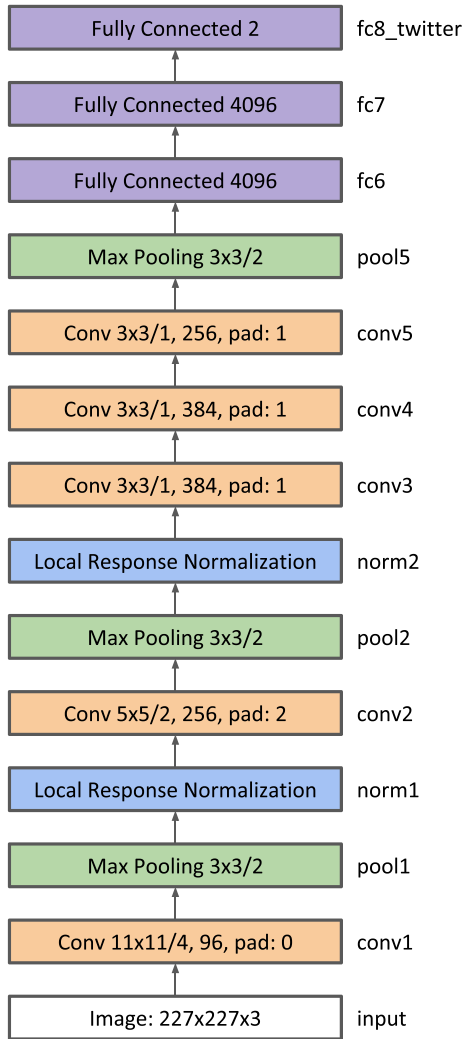 Fully Connected 2 fc8_twitter
Fully Connected 4096 fc7
Fully Connected 4096 fc6
Max Pooling 3x3/2 pool5
Conv 3x3/1, 256, pad: 1 conv5
Conv 3x3/1, 384, pad: 1 conv4
Conv 3x3/1, 384, pad: 1 conv3
Local Response Normalization norm2
Max Pooling 3x3/2 pool2
Conv 5x5/2, 256, pad: 2 conv2
Local Response Normalization norm1
Max Pooling 3x3/2 pool1
Conv 11x11/4, 96, pad: 0 conv1
Image: 227x227x3 input